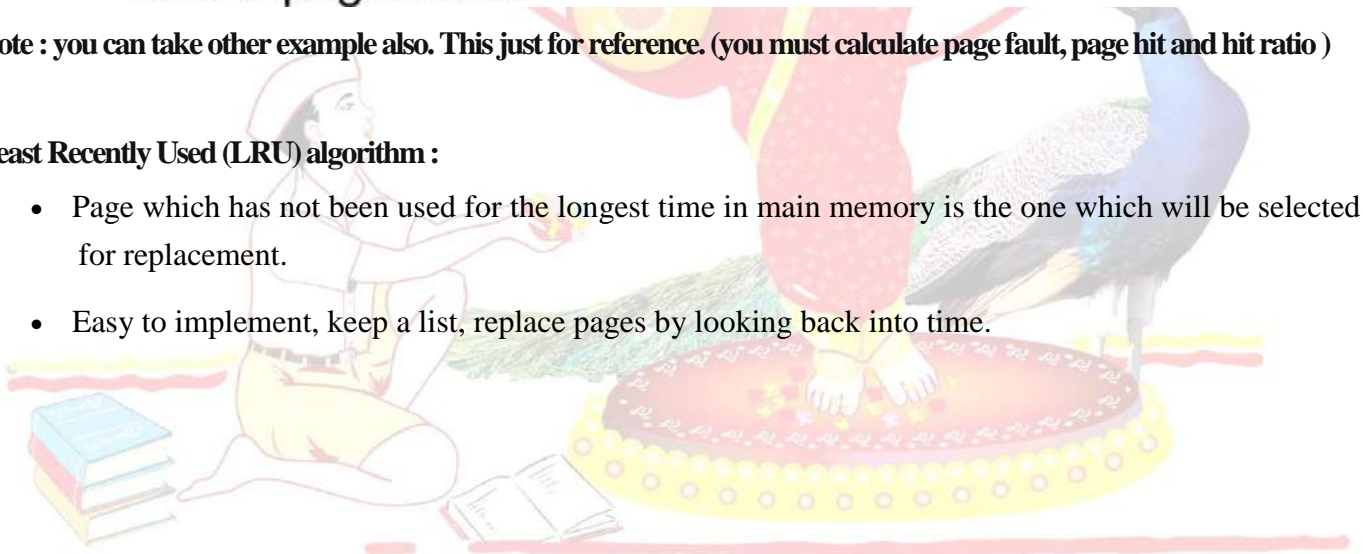 ote : you can take other example also. This just for reference. (you must calculate page fault, page hit and hit ratio )
east Recently Used (LRU) algorithm :
• Page which has not been used for the longest time in main memory is the one which will be selected
for replacement.
• Easy to implement, keep a list, replace pages by looking back into time.